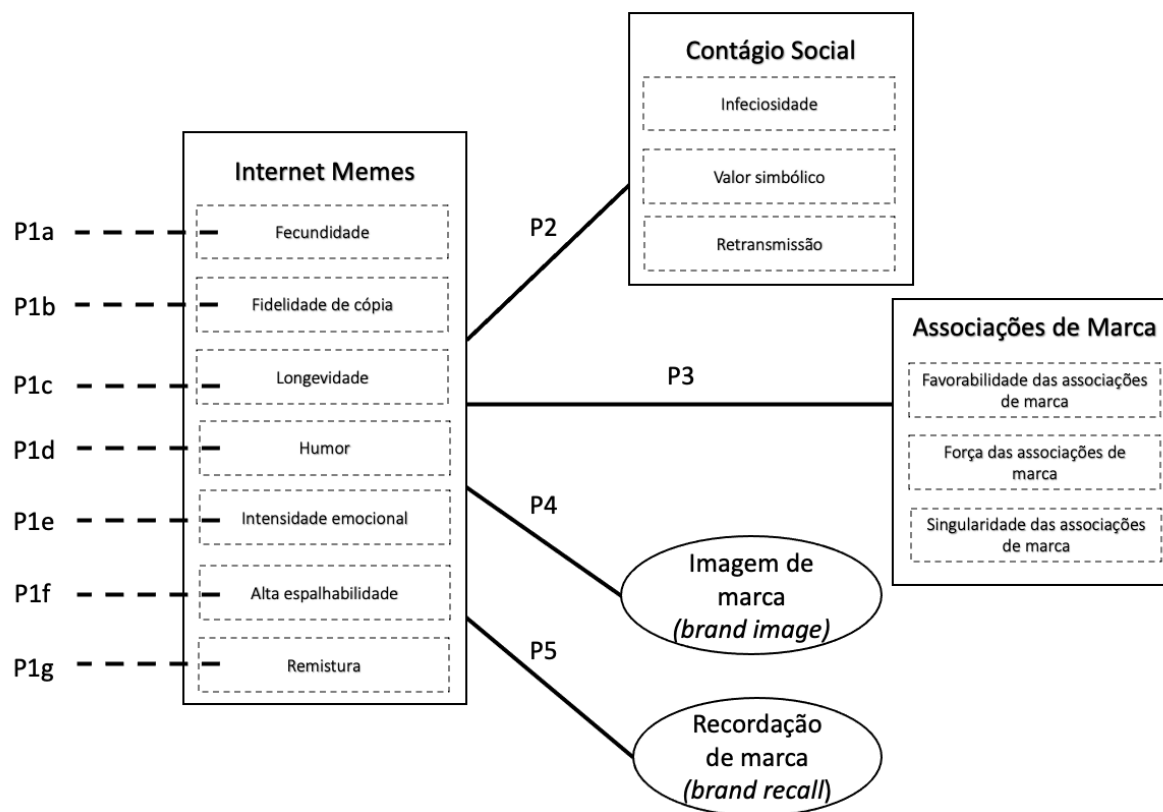 Contágio Social
Infeciosidade
Valor simbólico
Retransmissão
Internet Memes
P1a
Fecundidade
P1b
Fidelidade de cópia
P1c
Longevidade
P1d
Humor
P1e
Intensidade emocional
P1f
Alta espalhabilidade
P1g
Remistura
P2
P3
P4
P5
Associações de Marca
Favorabilidade das associações
de marca
Força das associações de
marca
Singularidade das associações
de marca
Imagem de
marca
(brand image)
Recordação
de marca
(brand recall)